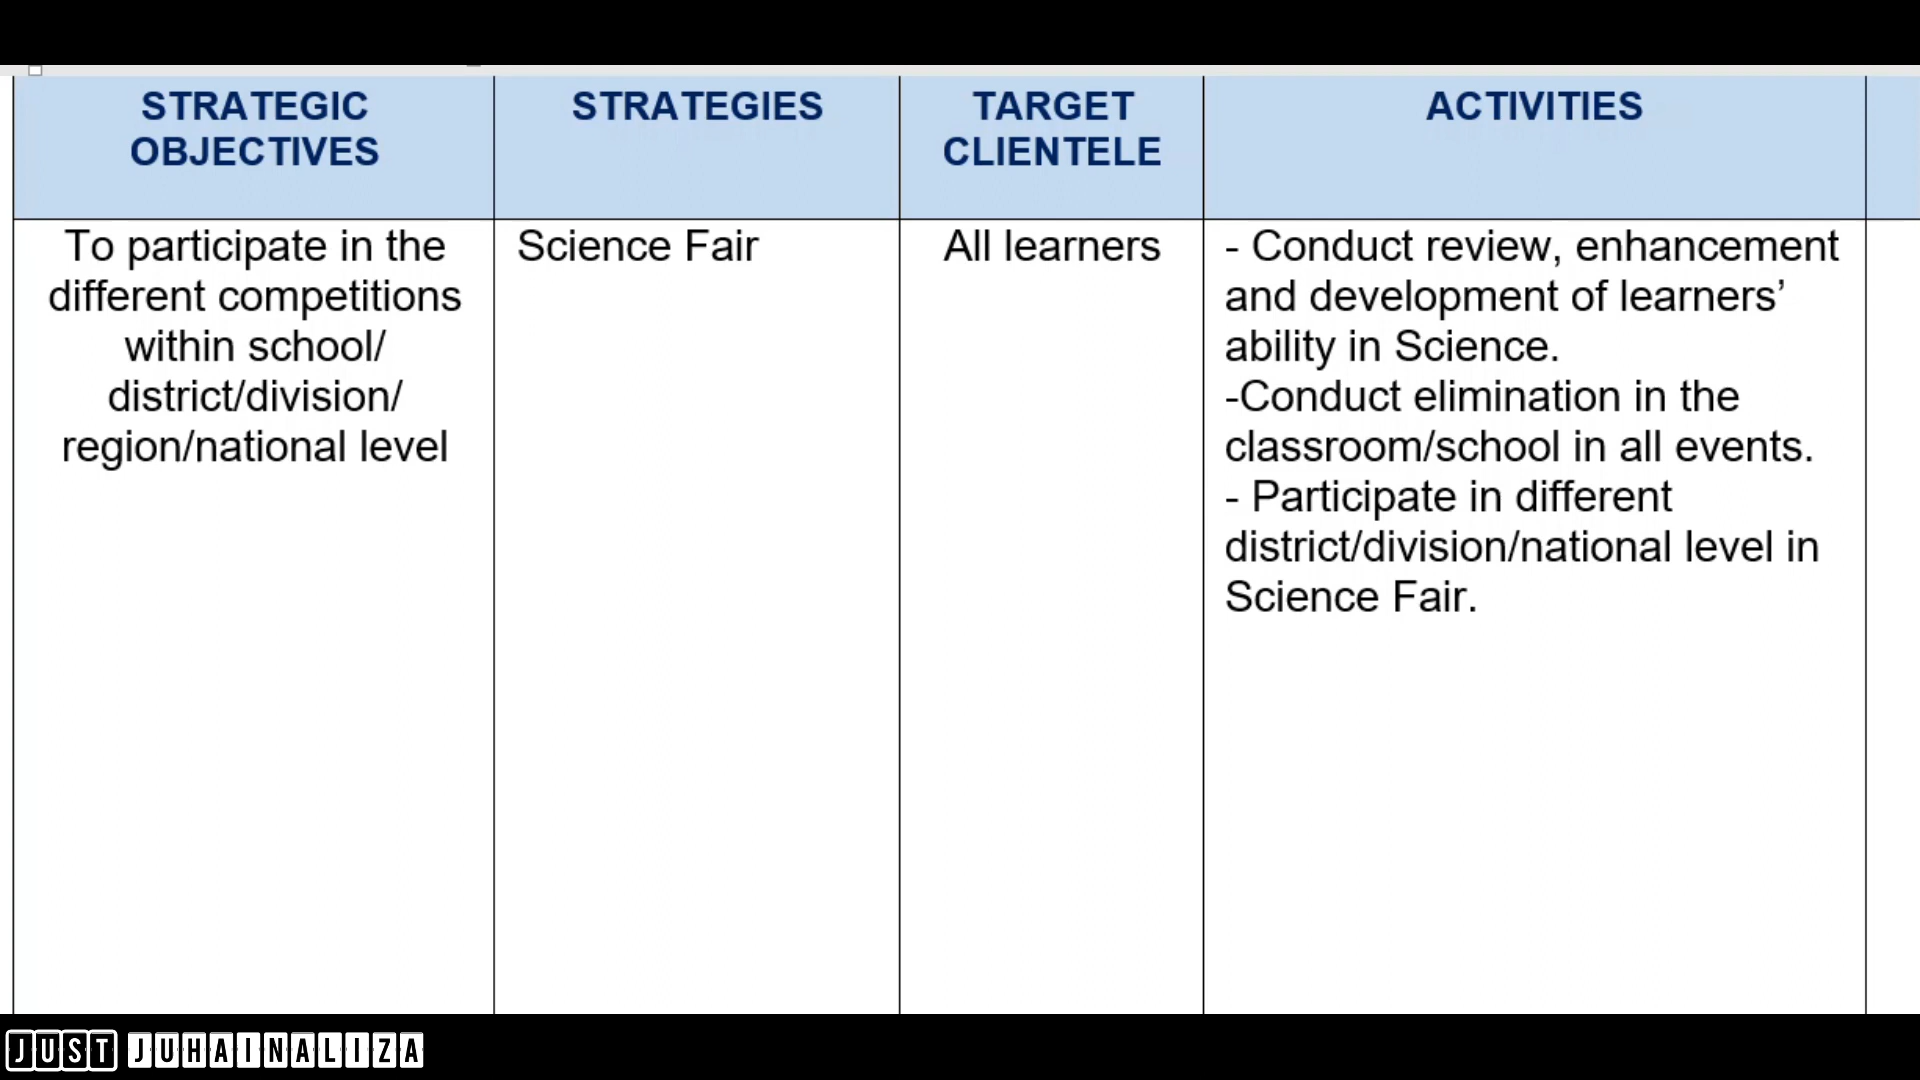 STRATEGIC
OBJECTIVES
STRATEGIES
TARGET
CLIENTELE
ACTIVITIES
To participate in the
different competitions
within school/
district/division/
region/national level
Science Fair
All learners
- Conduct review, enhancement
and development of learners’
ability in Science.
-Conduct elimination in the
classroom/school in all events.
- Participate in different
district/division/national level in
Science Fair.
JUST JUHAINALIZA